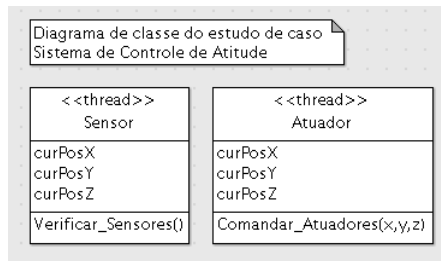 Diagrama de classe do estudo de caso
Sistema de Controle de Atitude
<<thread>>
Sensor
curPosX
curPosY
curPosZ
Verificar_Sensores()
<<thread>>
Atuador
curPosX
curPosY
curPosZ
Comandar_Atuadores(x,y,z)